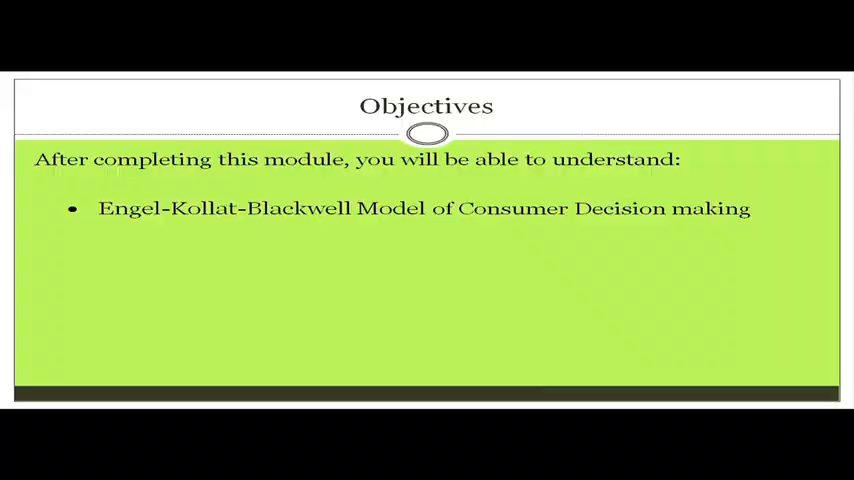 Objectives
After completing this module, you will be able to understand:
• Engel-Kollat-Blackwell Model of Consumer Decision making